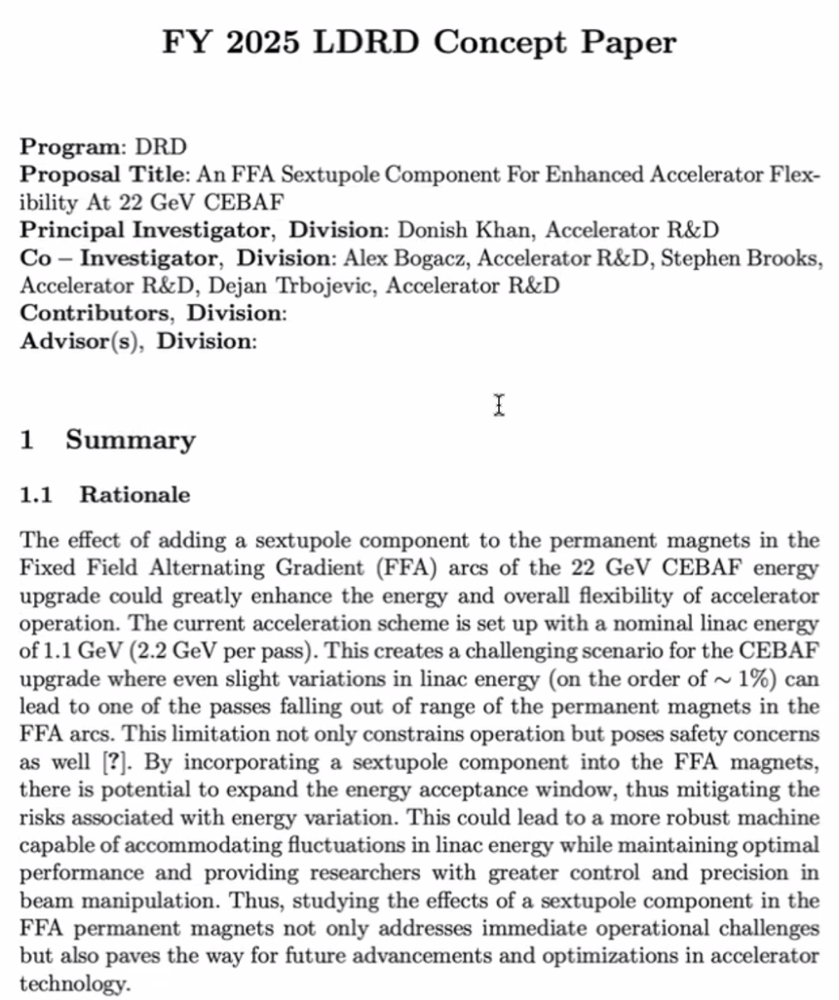 FY 2025 LDRD Concept Paper
Program: DRD
Proposal Title: An FFA Sextupole Component For Enhanced Accelerator Flex-
ibility At 22 GeV CEBAF
Principal Investigator, Division: Donish Khan, Accelerator R&D
Co – Investigator, Division: Alex Bogacz, Accelerator R&D, Stephen Brooks,
Accelerator R&D, Dejan Trbojevic, Accelerator R&D
Contributors, Division:
Advisor(s), Division:
1 Summary
1.1 Rationale
The effect of adding a sextupole component to the permanent magnets in the
Fixed Field Alternating Gradient (FFA) arcs of the 22 GeV CEBAF energy
upgrade could greatly enhance the energy and overall flexibility of accelerator
operation. The current acceleration scheme is set up with a nominal linac energy
of 1.1 GeV (2.2 GeV per pass). This creates a challenging scenario for the CEBAF
upgrade where even slight variations in linac energy (on the order of ∼ 1%) can
lead to one of the passes falling out of range of the permanent magnets in the
FFA arcs. This limitation not only constrains operation but poses safety concerns
as well [?]. By incorporating a sextupole component into the FFA magnets,
there is potential to expand the energy acceptance window, thus mitigating the
risks associated with energy variation. This could lead to a more robust machine
capable of accommodating fluctuations in linac energy while maintaining optimal
performance and providing researchers with greater control and precision in
beam manipulation. Thus, studying the effects of a sextupole component in the
FFA permanent magnets not only addresses immediate operational challenges
but also paves the way for future advancements and optimizations in accelerator
technology.